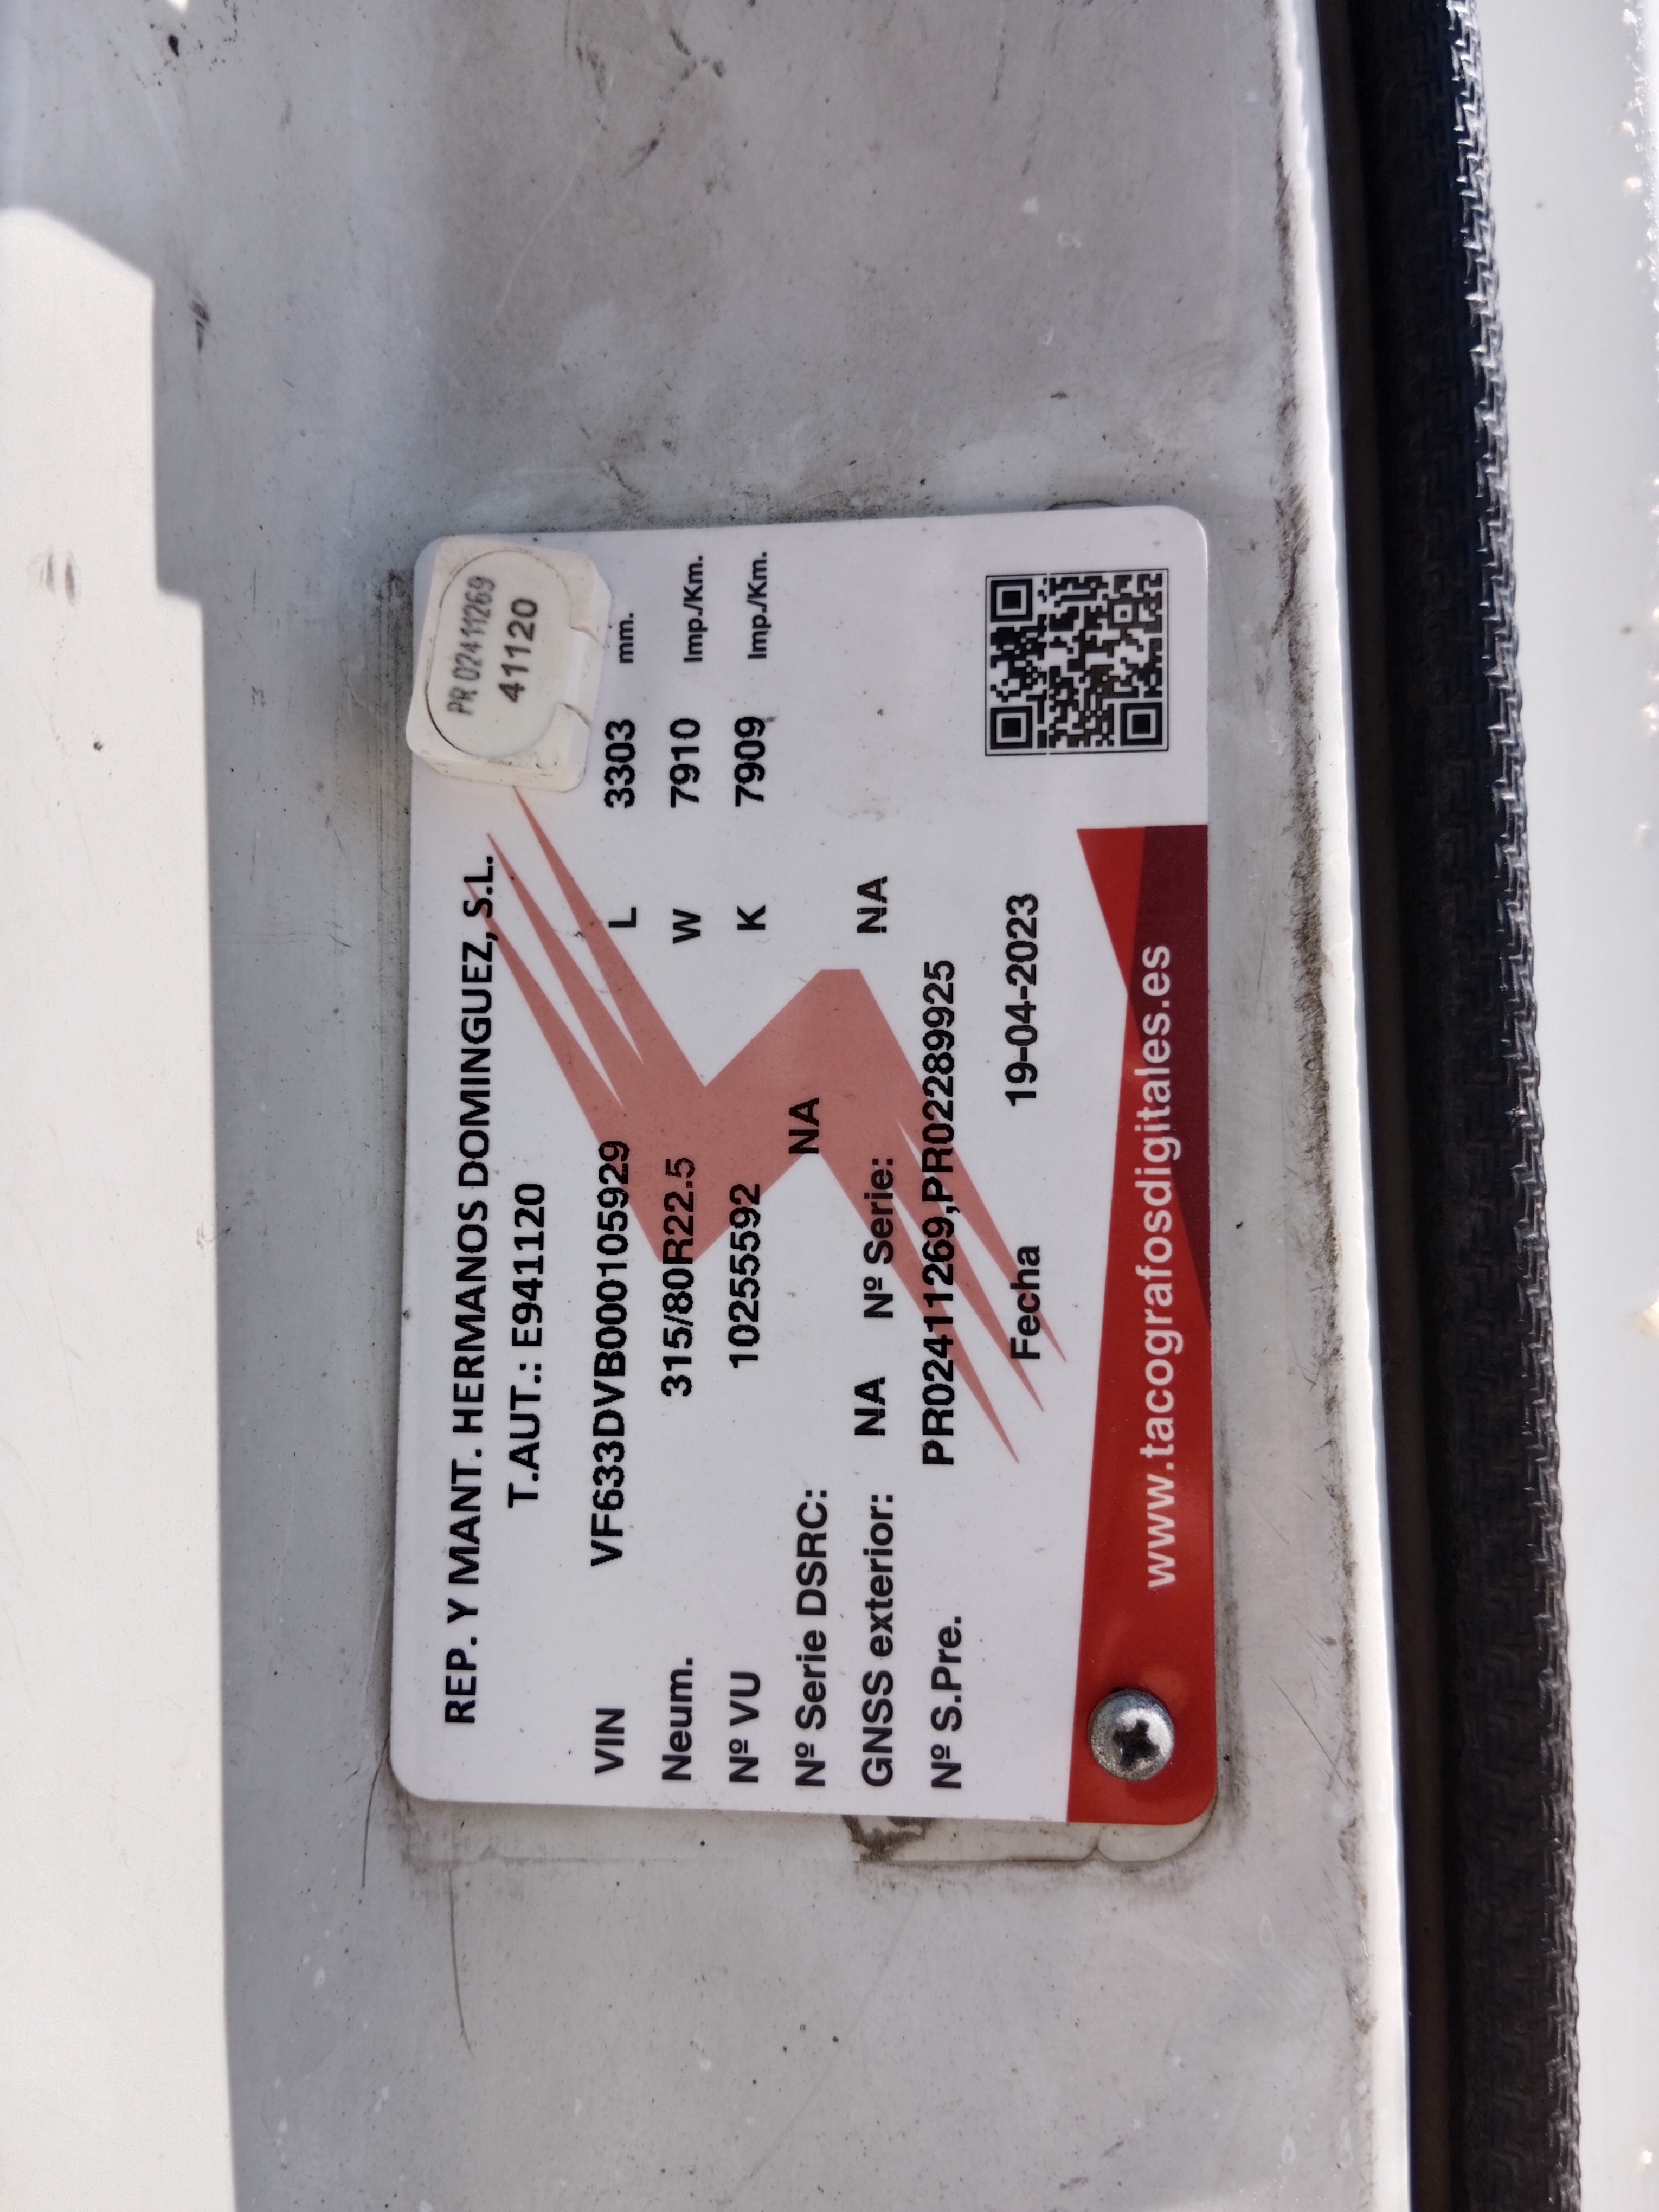 REP. Y MANT. HERMANOS DOMINGUEZ, S.L.
T.AUT.: E941120
PR 02411269
41120
VIN VF633DVB000105929 L 3303 mm.
Neum. 315/80R22.5 W 7910 Imp./Km.
Nº VU 10255592 K 7909 Imp./Km.
Nº Serie DSRC: NA
GNSS exterior: NA Nº Serie: NA
Nº S.Pre. PR02411269,PR02289925
Fecha 19-04-2023
www.tacografosdigitales.es